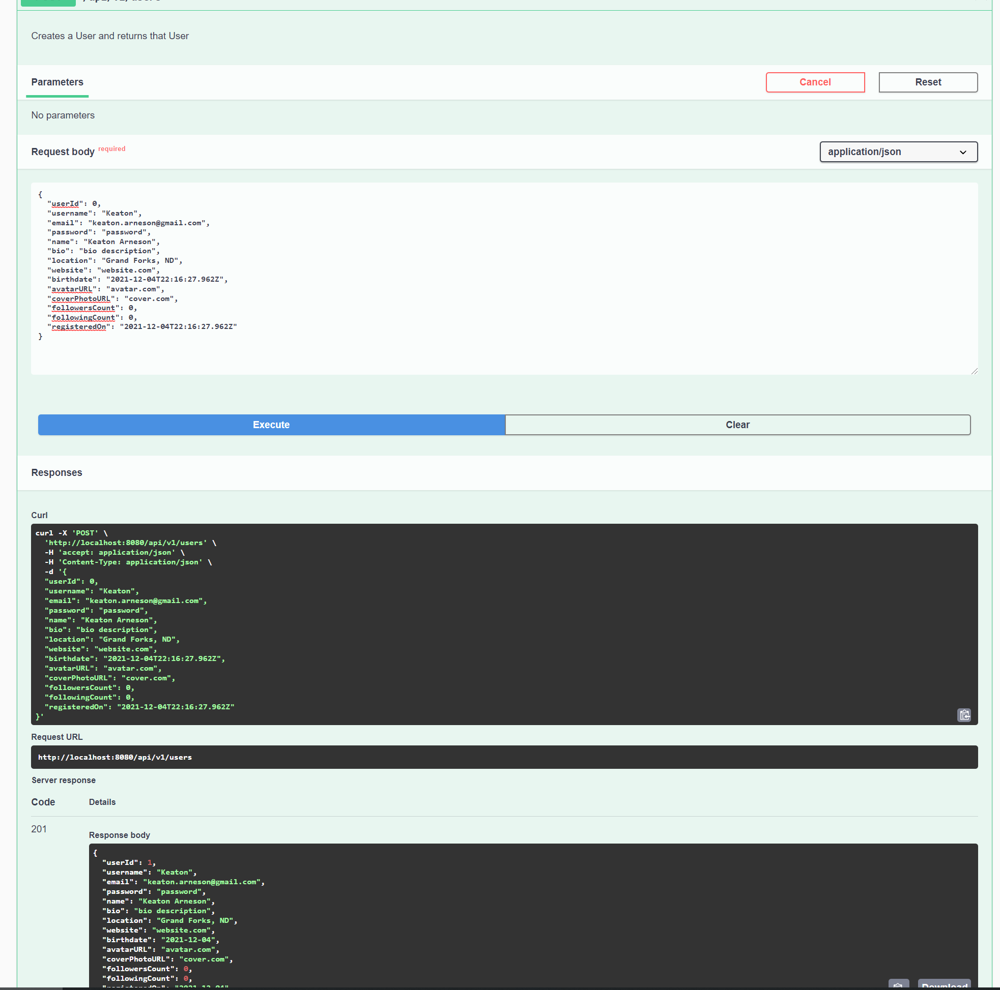 /api/v1/users
Creates a User and returns that User
Parameters
Cancel
Reset
No parameters
Request body required
application/json
{
"userId": 0,
"username": "Keaton",
"email": "keaton.arneson@gmail.com",
"password": "password",
"name": "Keaton Arneson",
"bio": "bio description",
"location": "Grand Forks, ND",
"website": "website.com",
"birthdate": "2021-12-04T22:16:27.962Z",
"avatarURL": "avatar.com",
"coverPhotoURL": "cover.com",
"followersCount": 0,
"followingCount": 0,
"registeredOn": "2021-12-04T22:16:27.962Z"
}
Execute
Clear
Responses
Curl
curl -X 'POST' \
'http://localhost:8080/api/v1/users' \
-H 'accept: application/json' \
-H 'Content-Type: application/json' \
-d '{
"userId": 0,
"username": "Keaton",
"email": "keaton.arneson@gmail.com",
"password": "password",
"name": "Keaton Arneson",
"bio": "bio description",
"location": "Grand Forks, ND",
"website": "website.com",
"birthdate": "2021-12-04T22:16:27.962Z",
"avatarURL": "avatar.com",
"coverPhotoURL": "cover.com",
"followersCount": 0,
"followingCount": 0,
"registeredOn": "2021-12-04T22:16:27.962Z"
}'
Request URL
http://localhost:8080/api/v1/users
Server response
Code
Details
201
Response body
{
"userId": 1,
"username": "Keaton",
"email": "keaton.arneson@gmail.com",
"password": "password",
"name": "Keaton Arneson",
"bio": "bio description",
"location": "Grand Forks, ND",
"website": "website.com",
"birthdate": "2021-12-04",
"avatarURL": "avatar.com",
"coverPhotoURL": "cover.com",
"followersCount": 0,
"followingCount": 0,
"registeredOn": "2021-12-04"
Download